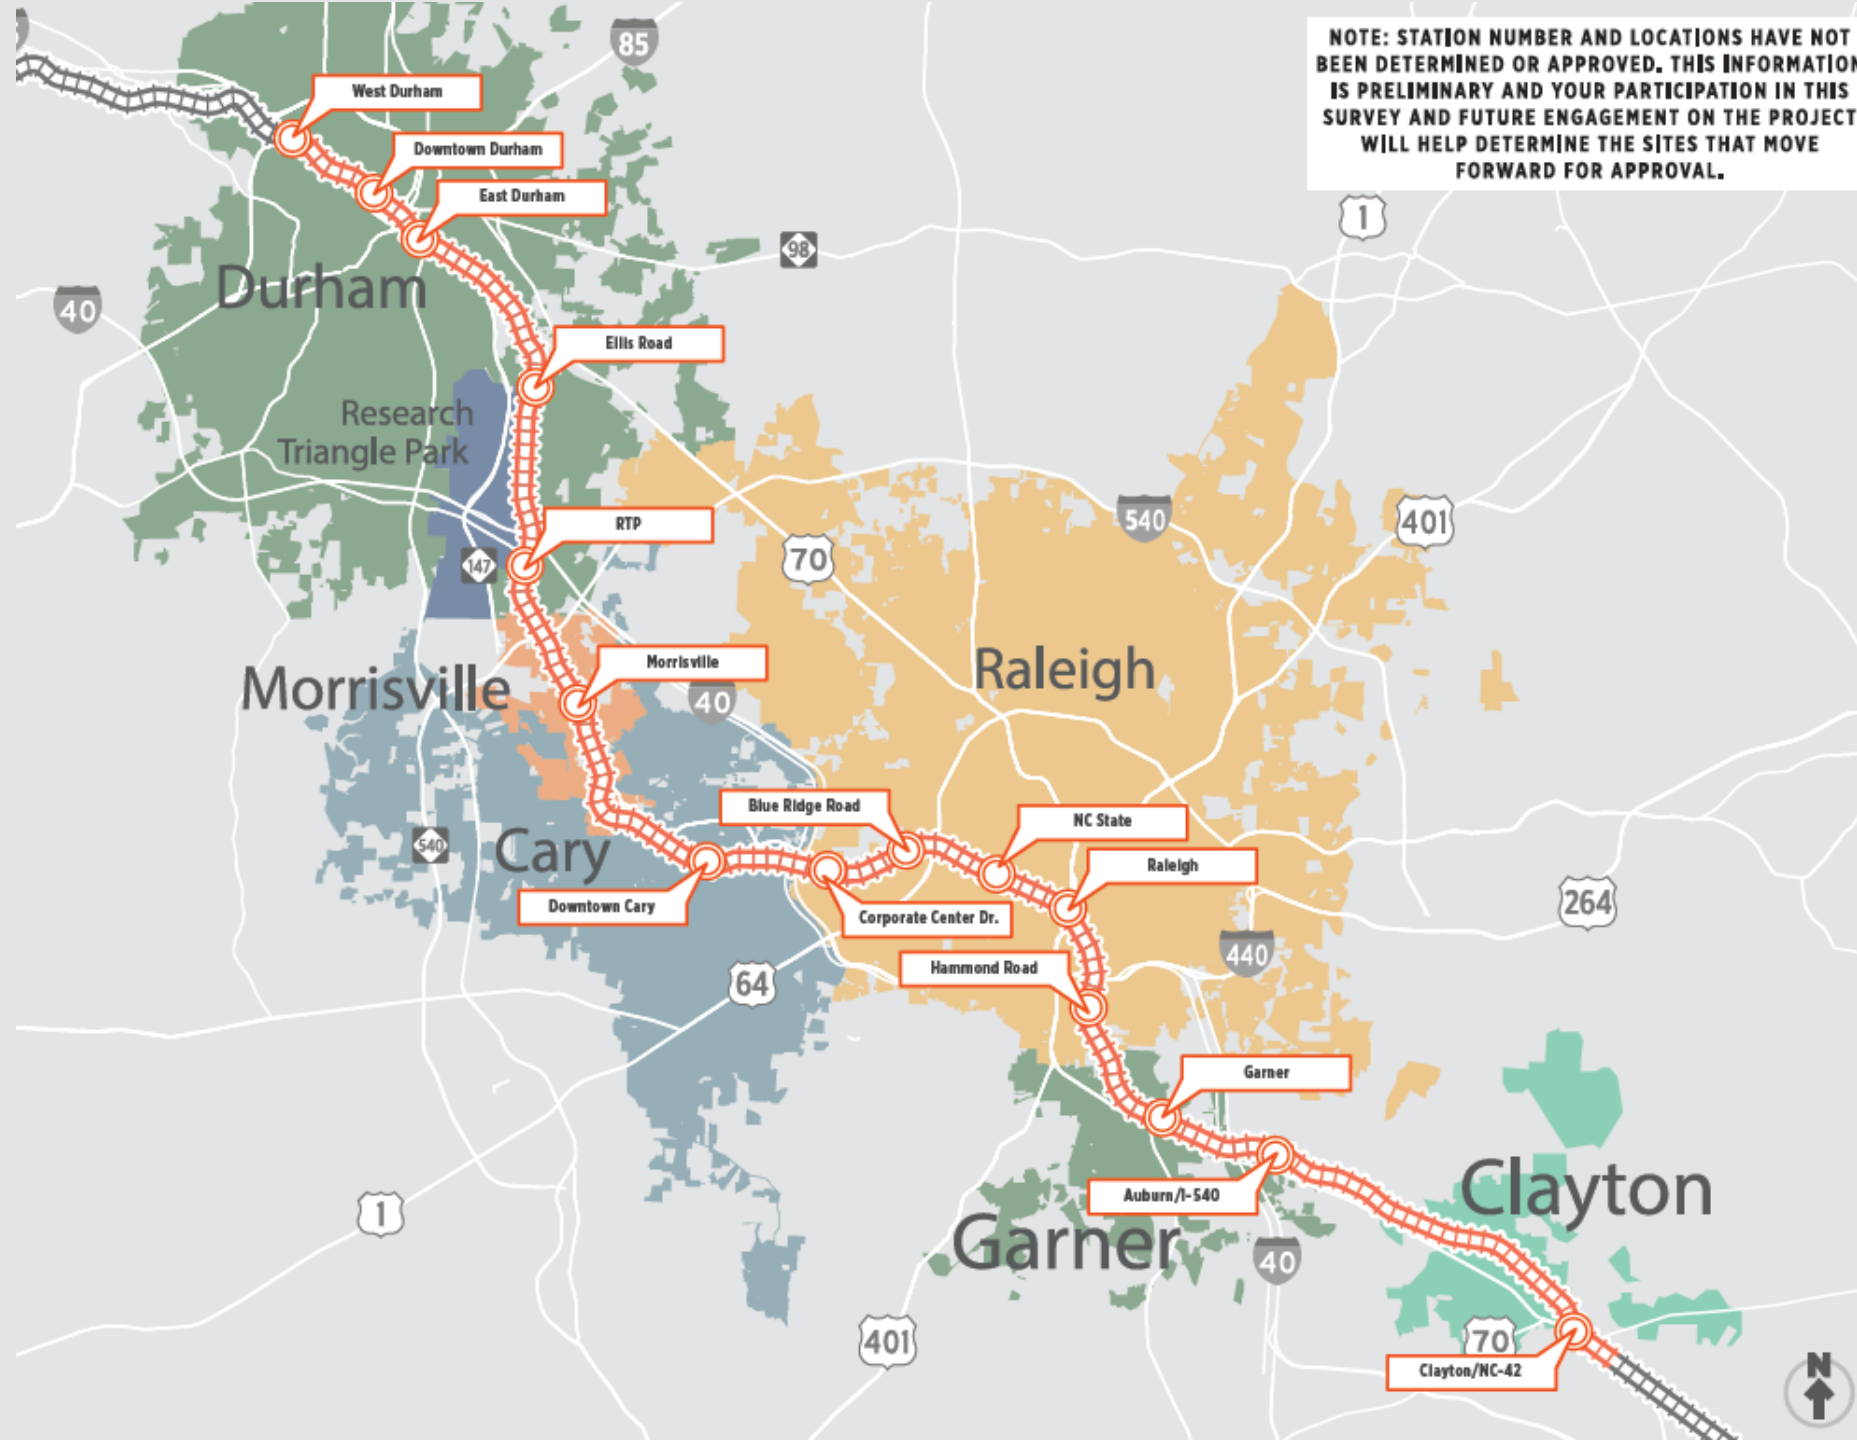 NOTE: STATION NUMBER AND LOCATIONS HAVE NOT
BEEN DETERMINED OR APPROVED. THIS INFORMATION
IS PRELIMINARY AND YOUR PARTICIPATION IN THIS
SURVEY AND FUTURE ENGAGEMENT ON THE PROJECT
WILL HELP DETERMINE THE SITES THAT MOVE
FORWARD FOR APPROVAL.
85
West Durham
Downtown Durham
East Durham
1
98
Durham
40
Ellis Road
Research
Triangle Park
RTP
540
401
70
147
Morrisville
Morrisville
Raleigh
40
Blue Ridge Road
NC State
540
Cary
Raleigh
Downtown Cary
Corporate Center Dr.
264
440
Hammond Road
64
Garner
Auburn/I-540
Clayton
1
Garner
40
401
70
Clayton/NC-42
N